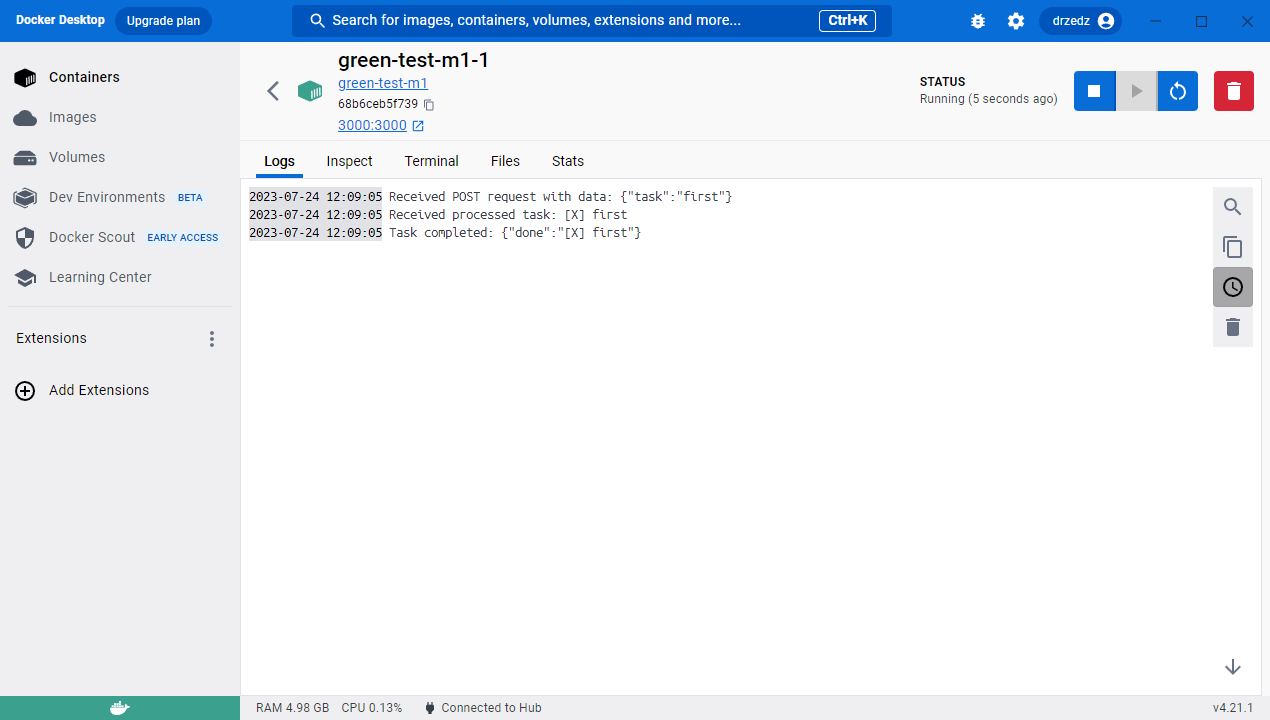 Docker Desktop Upgrade plan Search for images, containers, volumes, extensions and more... Ctrl+K drzedz
Containers
Images
Volumes
Dev Environments BETA
Docker Scout EARLY ACCESS
Learning Center
Extensions
Add Extensions
green-test-m1-1
green-test-m1
68b6ceb5f739
3000:3000
STATUS
Running (5 seconds ago)
Logs Inspect Terminal Files Stats
2023-07-24 12:09:05 Received POST request with data: {"task":"first"}
2023-07-24 12:09:05 Received processed task: [X] first
2023-07-24 12:09:05 Task completed: {"done":"[X] first"}
RAM 4.98 GB CPU 0.13% Connected to Hub v4.21.1